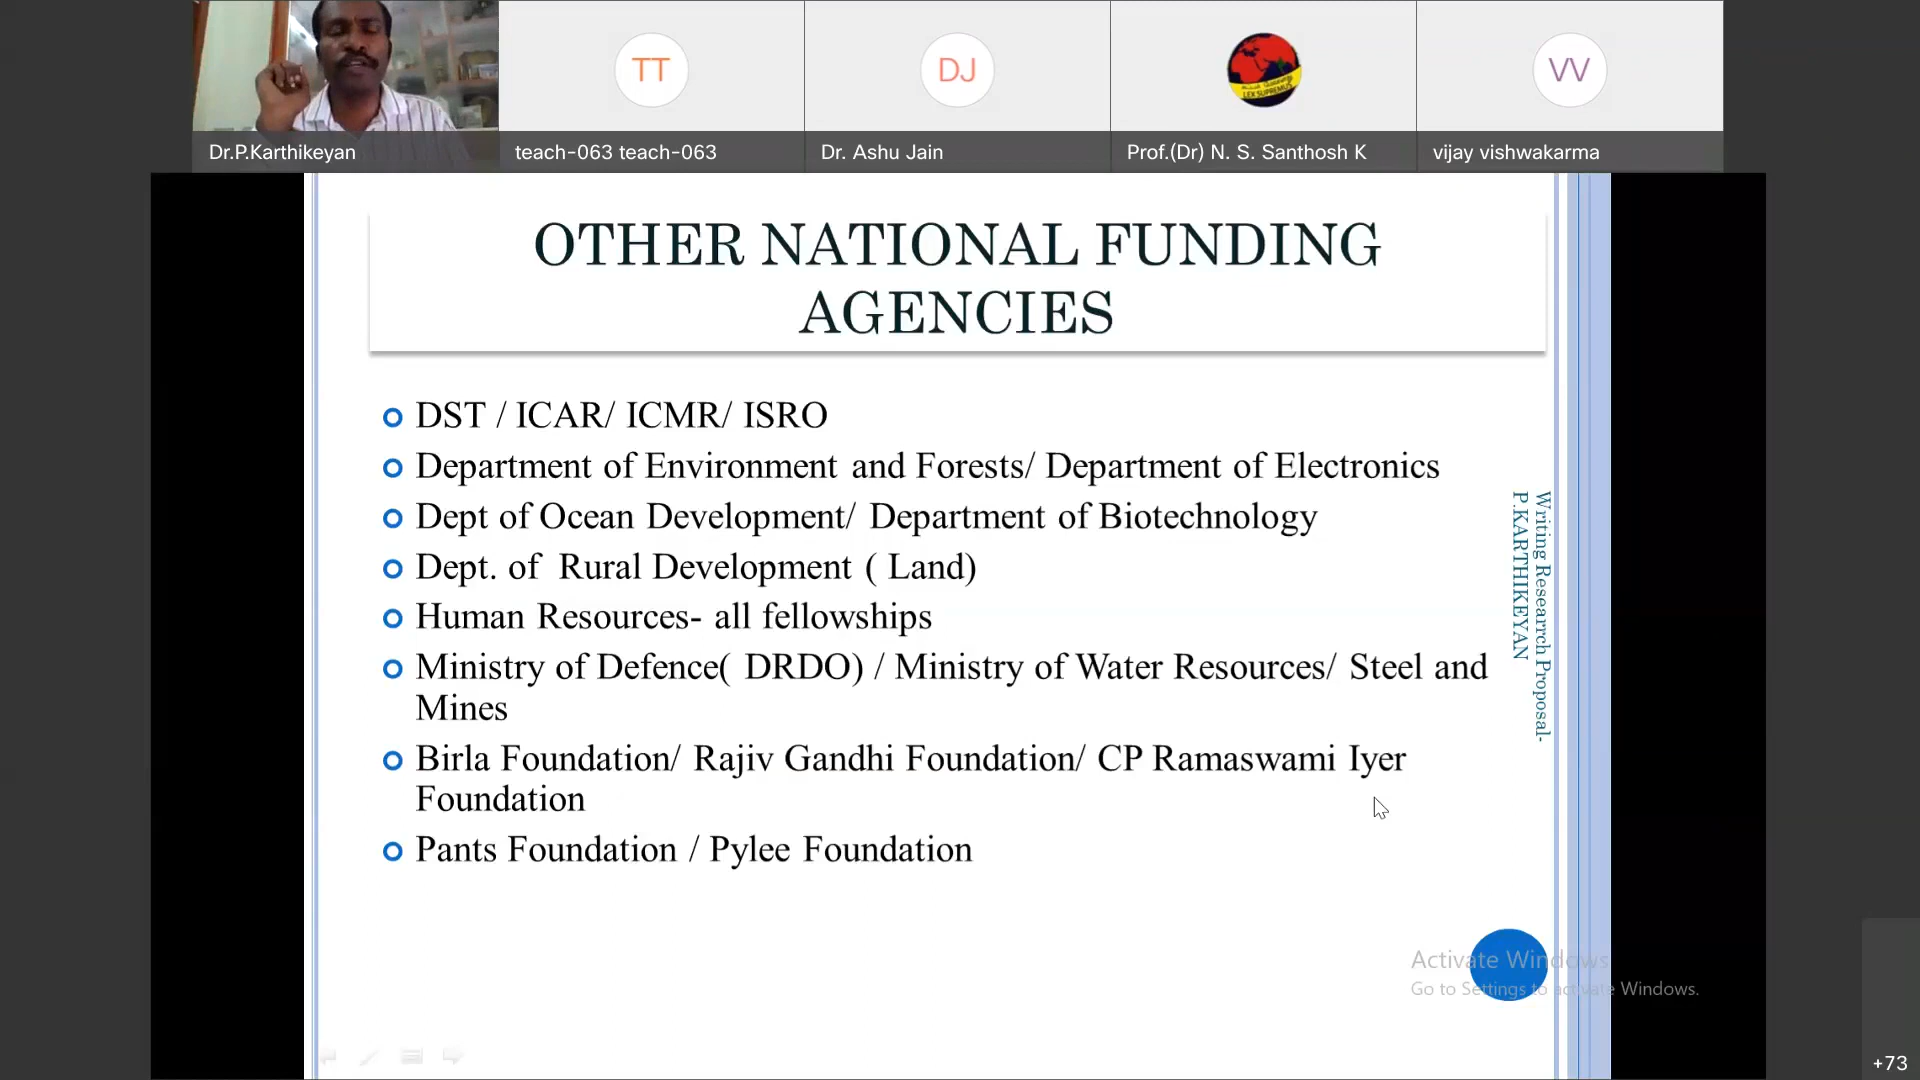 TT
DJ
LEX SUPREMUS
VV
Dr.P.Karthikeyan
teach-063 teach-063
Dr. Ashu Jain
Prof.(Dr) N. S. Santhosh K
vijay vishwakarma
OTHER NATIONAL FUNDING
AGENCIES
DST / ICAR/ ICMR/ ISRO
Department of Environment and Forests/ Department of Electronics
Dept of Ocean Development/ Department of Biotechnology
Dept. of Rural Development ( Land)
Human Resources- all fellowships
Ministry of Defence( DRDO) / Ministry of Water Resources/ Steel and
Mines
Birla Foundation/ Rajiv Gandhi Foundation/ CP Ramaswami Iyer
Foundation
Pants Foundation / Pylee Foundation
Writing Researrch Proposal-
P.KARTHIKEYAN
Activate Windows
Go to Settings to activate Windows.
+73